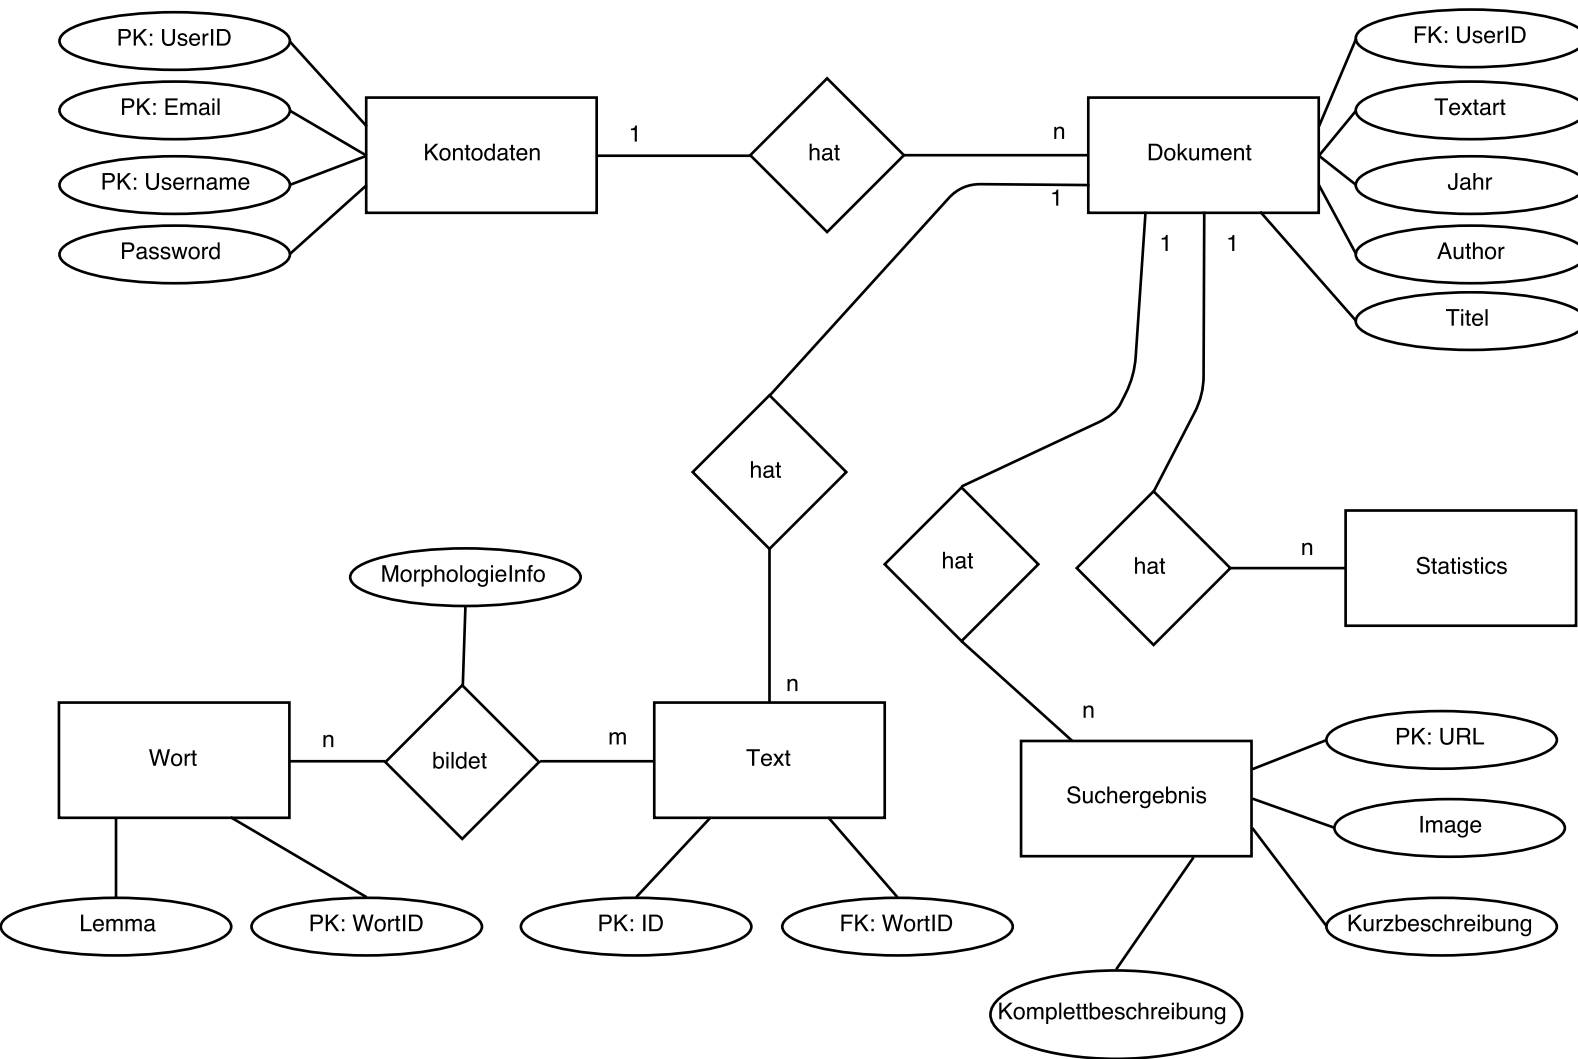 PK: UserID
FK: UserID
PK: Email
Textart
Kontodaten
1
hat
n
Dokument
PK: Username
1
Jahr
Password
1
1
Author
Titel
hat
hat
hat
n
Statistics
MorphologieInfo
n
n
Wort
n
bildet
m
Text
Suchergebnis
PK: URL
Image
Lemma
PK: WortID
PK: ID
FK: WortID
Kurzbeschreibung
Komplettbeschreibung